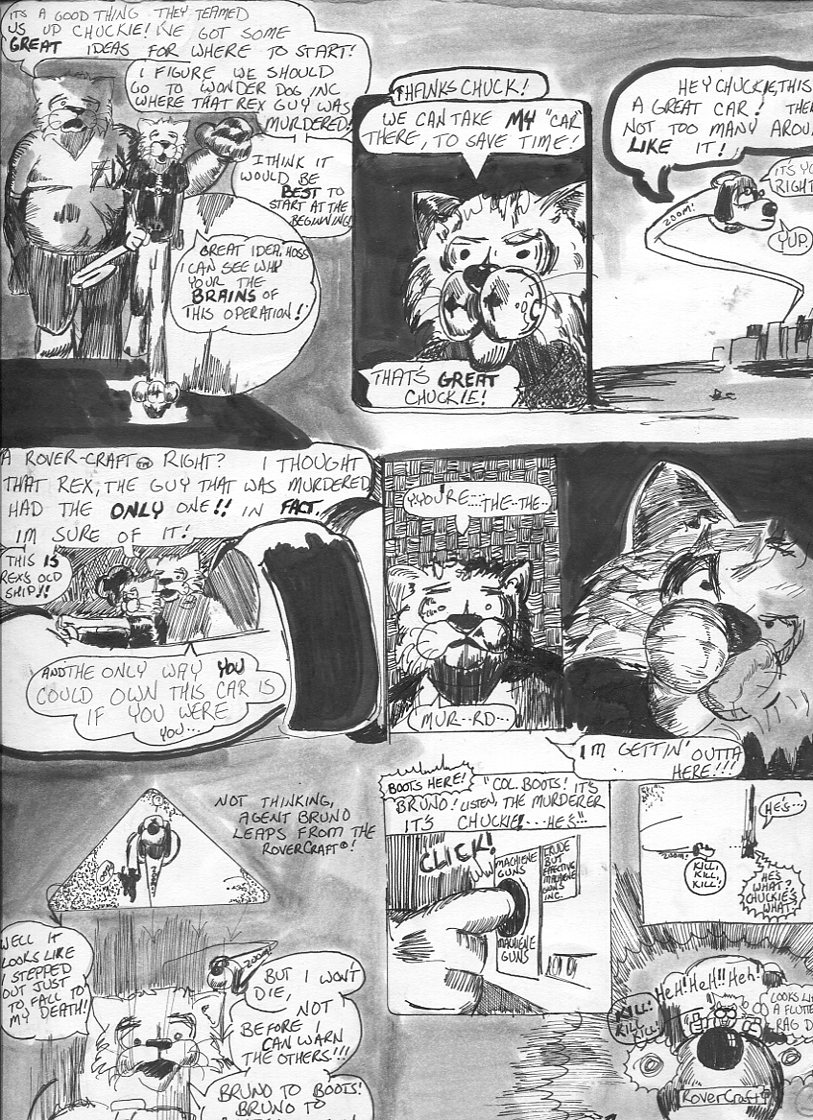 ITS A GOOD THING THEY TEAMED
US UP CHUCKIE! I'VE GOT SOME
GREAT IDEAS FOR WHERE TO START!
I FIGURE WE SHOULD
GO TO WONDER DOG INC
WHERE THAT REX GUY WAS
MURDERED!
I THINK IT
WOULD BE
BEST TO
START AT THE
BEGINNING!
GREAT IDEA, HOSS
I CAN SEE WHY
YOUR THE
BRAINS OF
THIS OPERATION!
THANKS CHUCK!
WE CAN TAKE MY "CAR"
THERE, TO SAVE TIME!
THAT'S GREAT
CHUCKIE!
HEY CHUCKIE, THIS
A GREAT CAR!
NOT TOO MANY
LIKE IT!
ZOOM!
RIGHT
YUP.
A ROVER-CRAFT RIGHT? I THOUGHT
THAT REX, THE GUY THAT WAS MURDERED
HAD THE ONLY ONE!! IN FACT,
IM SURE OF IT!
THIS IS
REX'S OLD
SHIP!!
AND THE ONLY WAY YOU
COULD OWN THIS CAR IS
IF YOU WERE
YOU...
Y-YOU'RE....THE--THE--
MUR--RD---
IM GETTIN' OUTTA
HERE!!!
NOT THINKING,
AGENT BRUNO
LEAPS FROM THE
ROVERCRAFT®!
WELL IT
LOOKS LIKE
I STEPPED
OUT JUST
TO FALL TO
MY DEATH!
ZOOM!
BUT I WON'T
DIE,
NOT
BEFORE I
CAN WARN
THE OTHERS!!!
BRUNO TO BOOTS!
BRUNO TO
BOOTS HERE!
"COL. BOOTS! IT'S
BRUNO! LISTEN, THE MURDERER
IT'S CHUCKIE!...HE'S"
CLICK!
MACHINE
GUNS
MACHINE
GUNS
CRUDE
BUT
EFFECTIVE
MACHINE
GUNS
INC.
HE'S---
ZOOM!
KILL,
KILL,
KILL!
HE'S
WHAT?
CHUCKIE'S
WHAT?
HEH! HEH!! HEH!
KILL!
KILL
KILL!
LOOKS
A
RAG
ROVERCRAFT